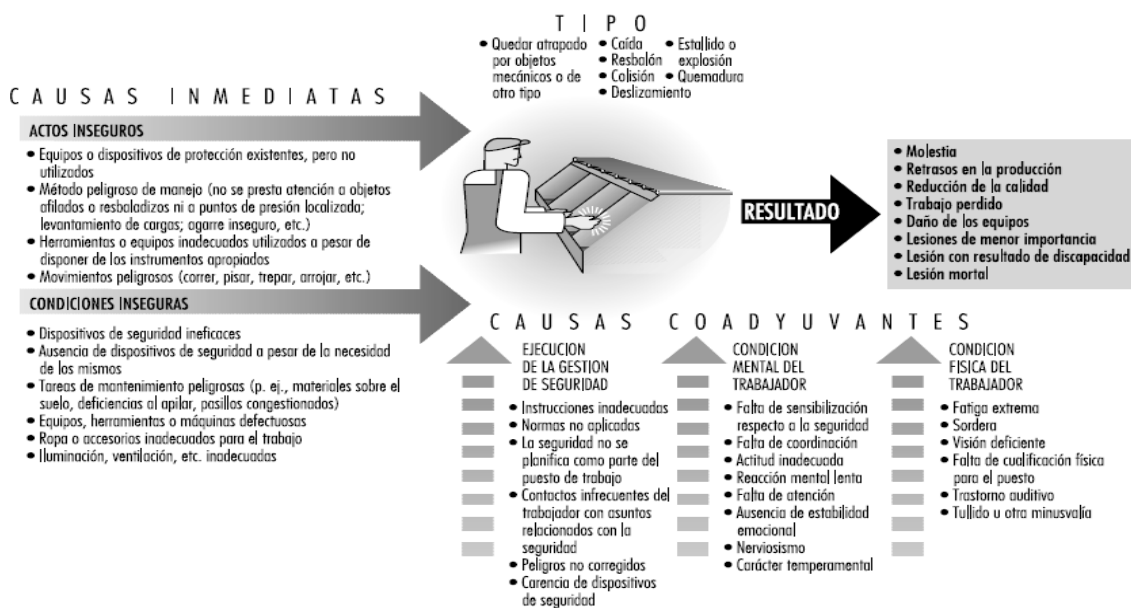 TIPO
• Quedar atrapado
por objetos
mecánicos o de
otro tipo
• Caída
• Resbalón
• Colisión
• Deslizamiento
• Estallido o
explosión
• Quemadura
CAUSAS INMEDIATAS
ACTOS INSEGUROS
• Equipos o dispositivos de protección existentes, pero no
utilizados
• Método peligroso de manejo (no se presta atención a objetos
afilados o resbaladizos ni a puntos de presión localizada;
levantamiento de cargas; agarre inseguro, etc.)
• Herramientas o equipos inadecuados utilizados a pesar de
disponer de los instrumentos apropiados
• Movimientos peligrosos (correr, pisar, trepar, arrojar, etc.)
CONDICIONES INSEGURAS
• Dispositivos de seguridad ineficaces
• Ausencia de dispositivos de seguridad a pesar de la necesidad
de los mismos
• Tareas de mantenimiento peligrosas (p. ej., materiales sobre el
suelo, deficiencias al apilar, pasillos congestionados)
• Equipos, herramientas o máquinas defectuosas
• Ropa o accesorios inadecuados para el trabajo
• Iluminación, ventilación, etc. inadecuadas
RESULTADO
• Molestia
• Retrasos en la producción
• Reducción de la calidad
• Trabajo perdido
• Daño de los equipos
• Lesiones de menor importancia
• Lesión con resultado de discapacidad
• Lesión mortal
CAUSAS COADYUVANTES
EJECUCION
DE LA GESTION
DE SEGURIDAD
• Instrucciones inadecuadas
• Normas no aplicadas
• La seguridad no se
planifica como parte del
puesto de trabajo
• Contactos infrecuentes del
trabajador con asuntos
relacionados con la
seguridad
• Peligros no corregidos
• Carencia de dispositivos
de seguridad
CONDICION
MENTAL DEL
TRABAJADOR
• Falta de sensibilización
respecto a la seguridad
• Falta de coordinación
• Actitud inadecuada
• Reacción mental lenta
• Falta de atención
• Ausencia de estabilidad
emocional
• Nerviosismo
• Carácter temperamental
CONDICION
FISICA DEL
TRABAJADOR
• Fatiga extrema
• Sordera
• Visión deficiente
• Falta de cualificación física
para el puesto
• Trastorno auditivo
• Tullido u otra minusvalía